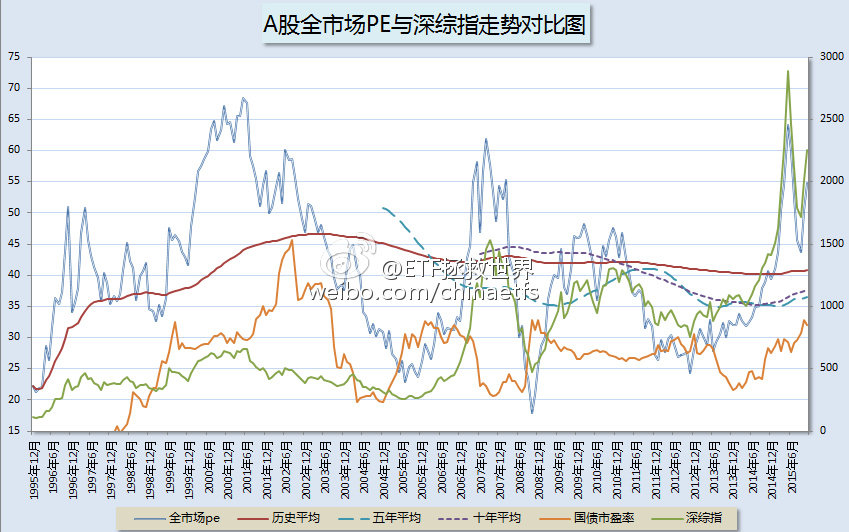 A股全市场PE与深综指走势对比图
75
70
65
60
55
50
45
40
35
30
25
20
15
3000
2500
2000
1500
1000
500
0
@ETF拯救世界
weibo.com/chinaetfs
1995年12月
1996年6月
1996年12月
1997年6月
1997年12月
1998年6月
1998年12月
1999年6月
1999年12月
2000年6月
2000年12月
2001年6月
2001年12月
2002年6月
2002年12月
2003年6月
2003年12月
2004年6月
2004年12月
2005年6月
2005年12月
2006年6月
2006年12月
2007年6月
2007年12月
2008年6月
2008年12月
2009年6月
2009年12月
2010年6月
2010年12月
2011年6月
2011年12月
2012年6月
2012年12月
2013年6月
2013年12月
2014年6月
2014年12月
2015年6月
全市场pe 历史平均 五年平均 十年平均 国债市盈率 深综指